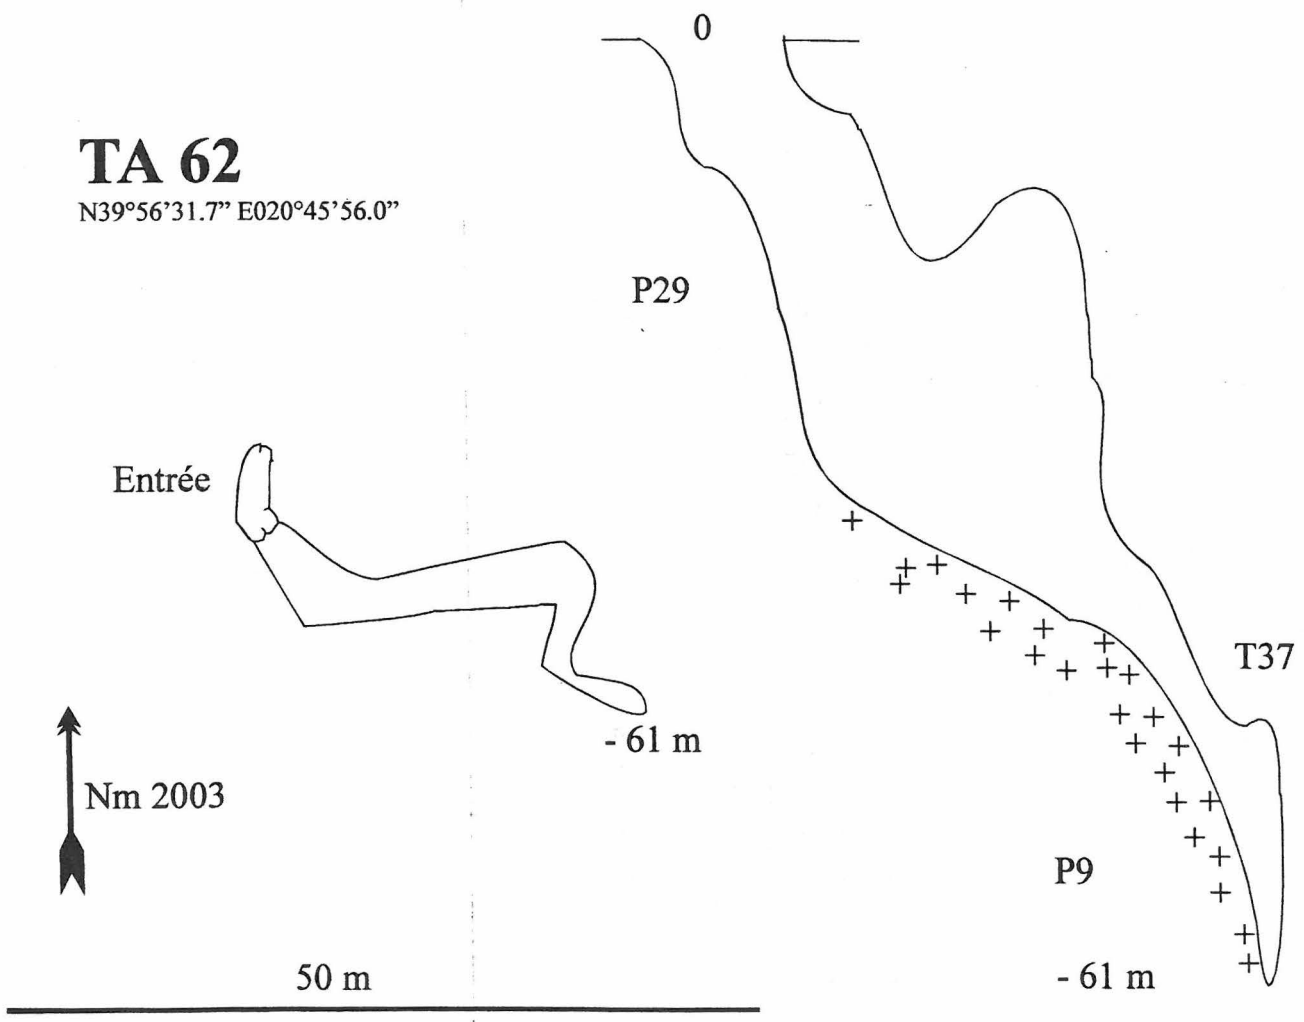 0
TA 62
N39°56’31.7” E020°45’56.0”
P29
Entrée
T37
- 61 m
Nm 2003
P9
50 m
- 61 m